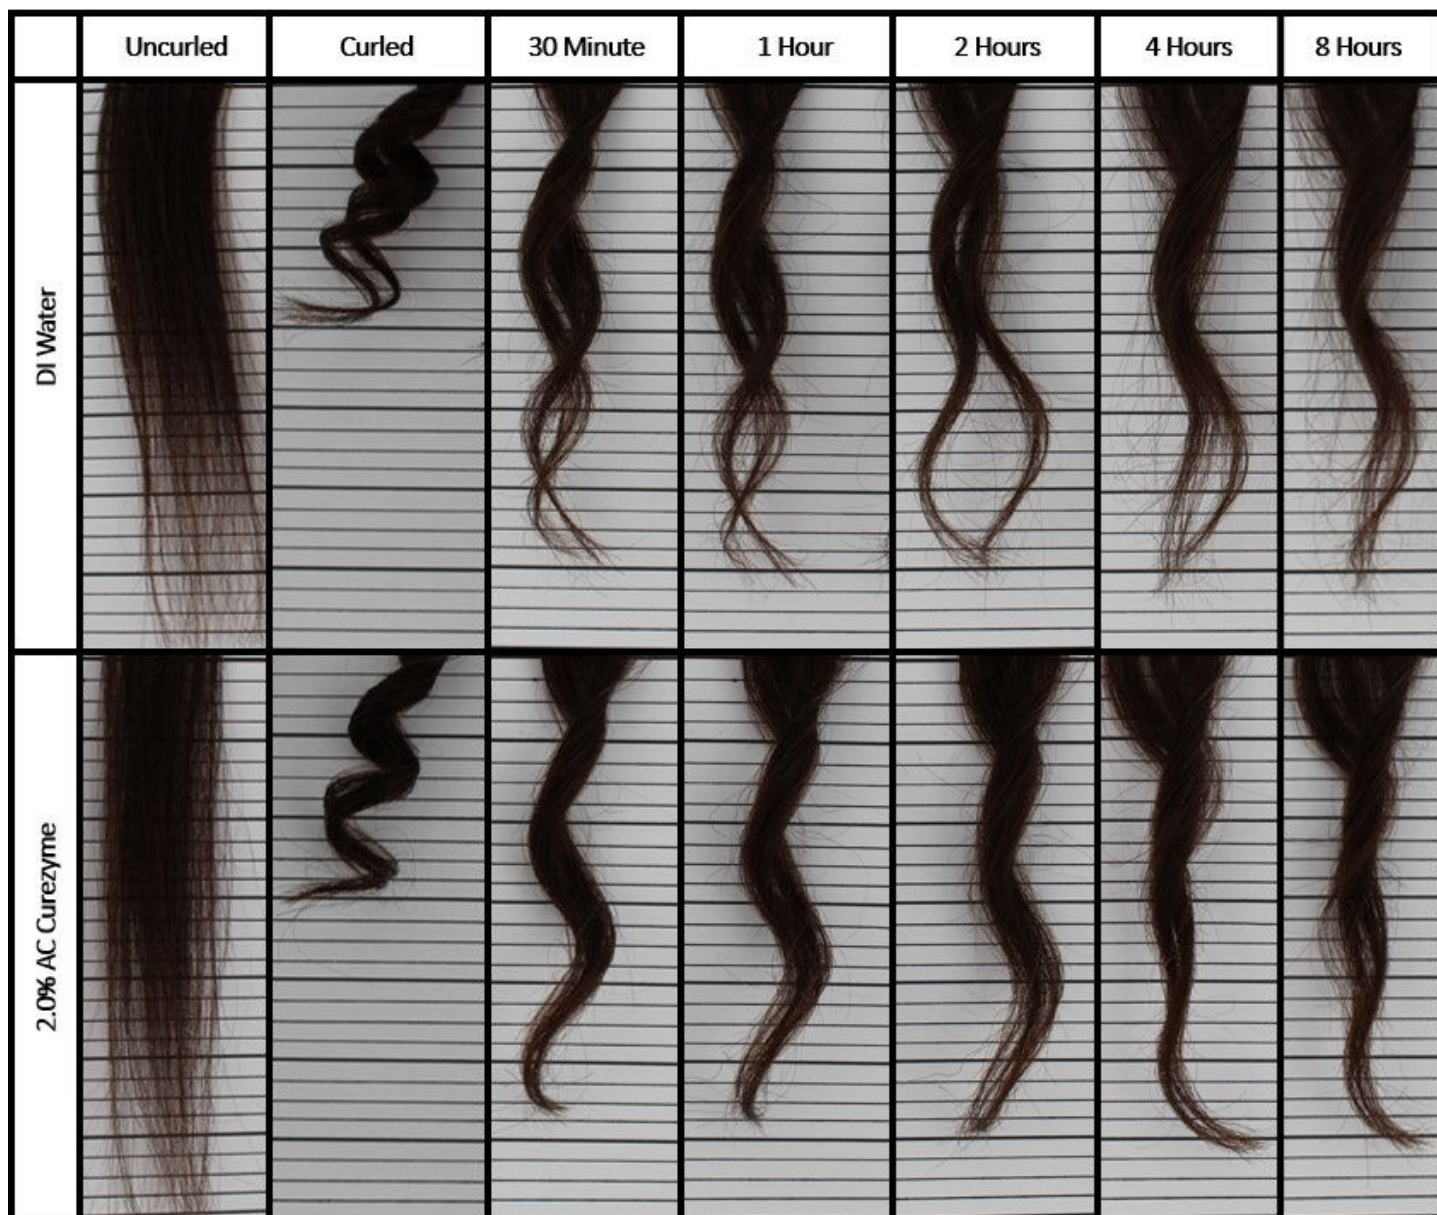 Uncurled
Curled
30 Minute
1 Hour
2 Hours
4 Hours
8 Hours
DI Water
2.0% AC Curezyme